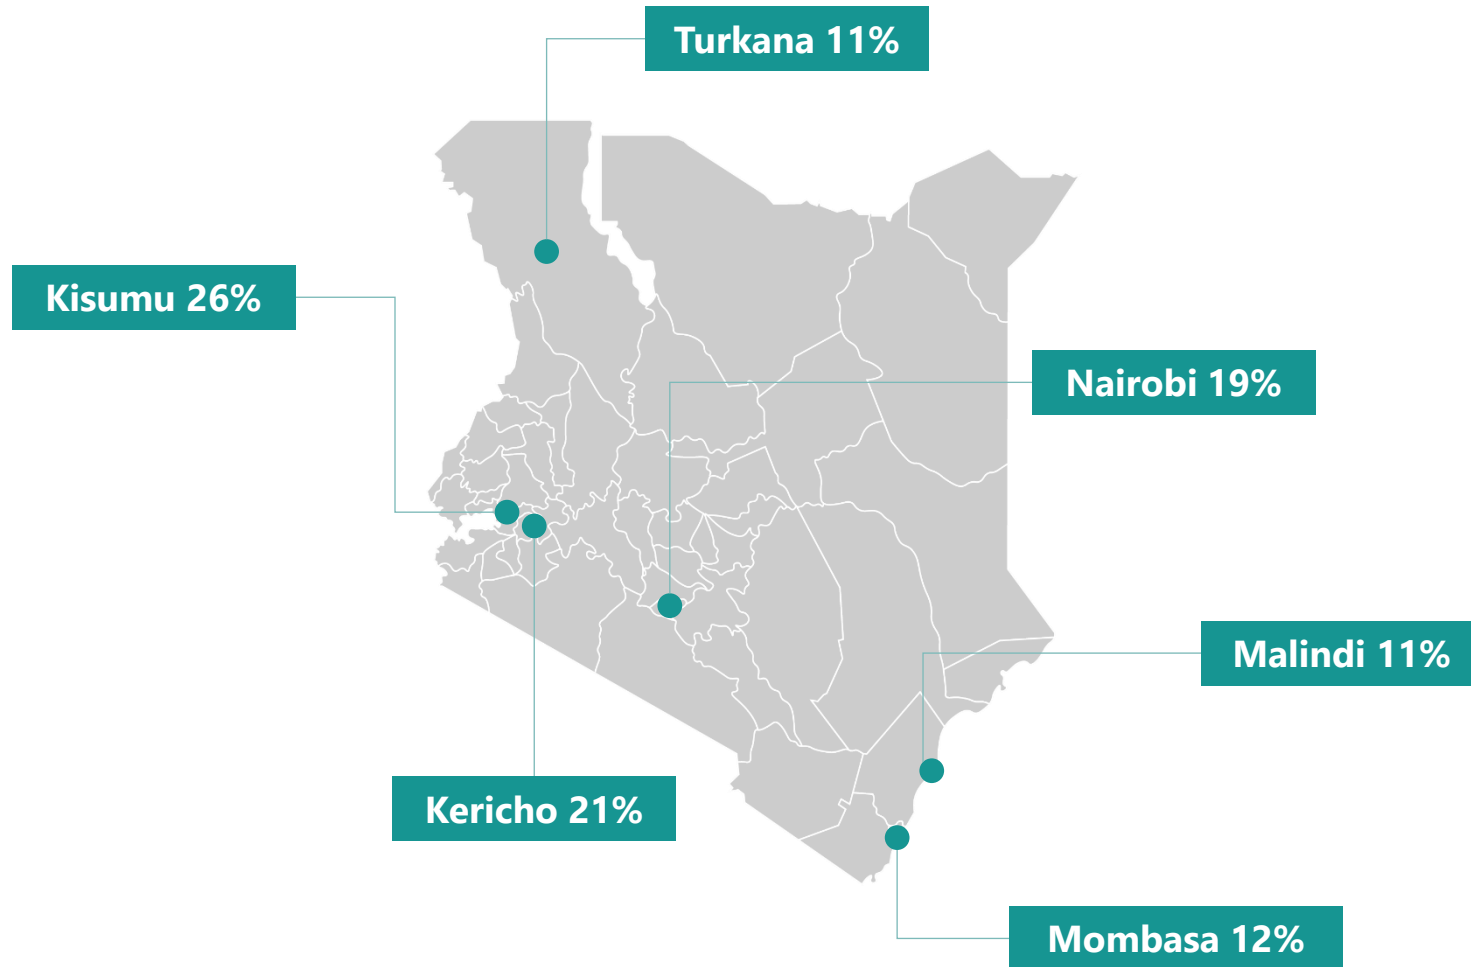 Turkana 11%
Kisumu 26%
Nairobi 19%
Malindi 11%
Kericho 21%
Mombasa 12%